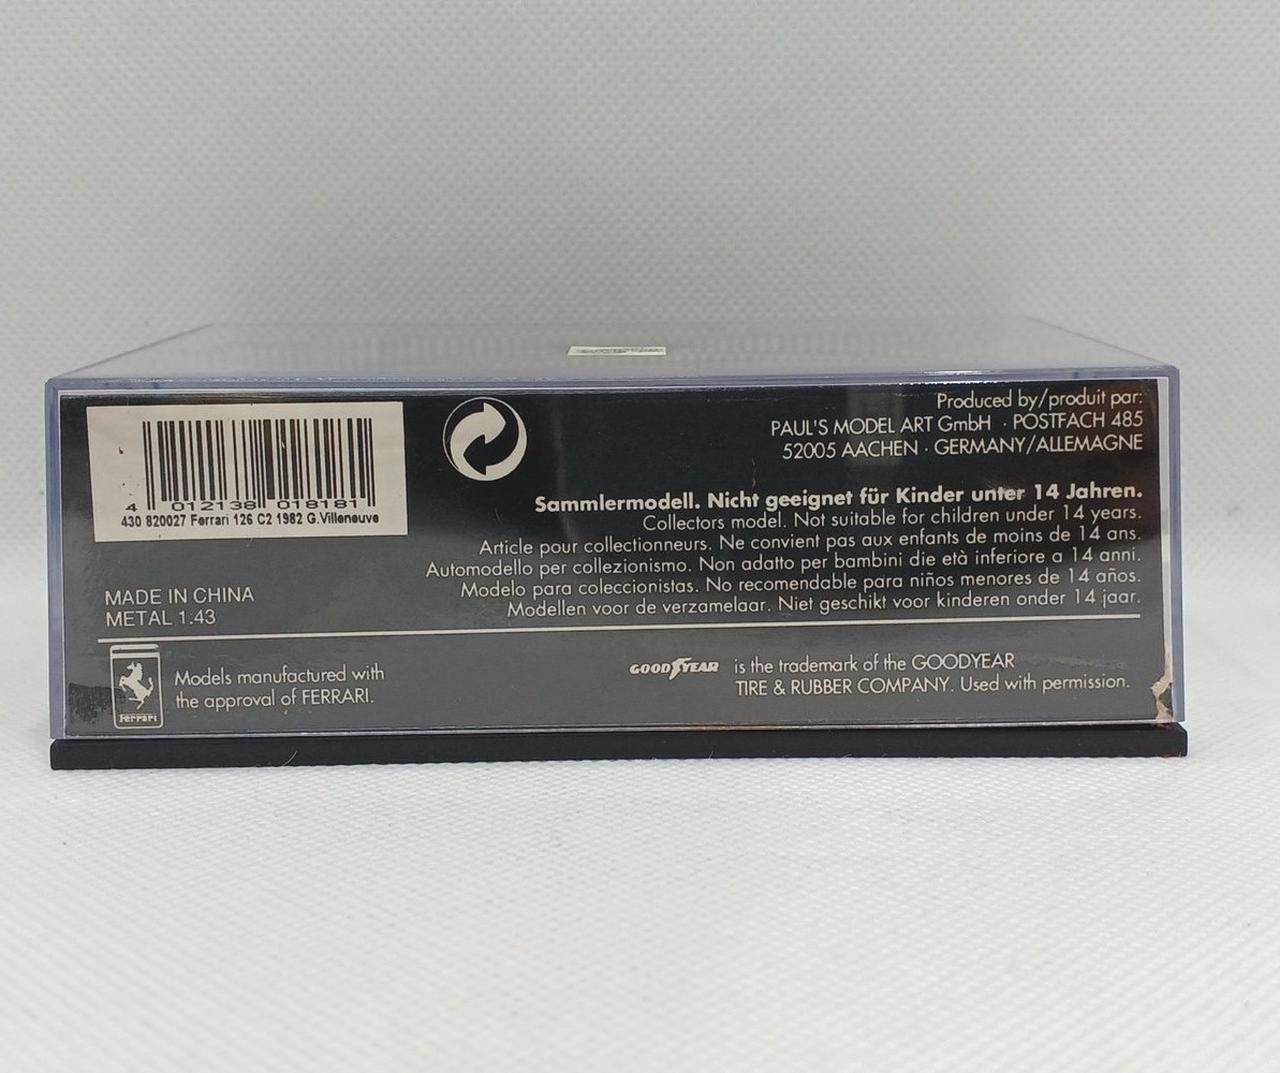 4 012138 018181
430 820027 Ferrari 126 C2 1982 G.Villeneuve
MADE IN CHINA
METAL 1.43
Produced by/produit par:
PAUL'S MODEL ART GmbH · POSTFACH 485
52005 AACHEN · GERMANY/ALLEMAGNE
Sammlermodell. Nicht geeignet für Kinder unter 14 Jahren.
Collectors model. Not suitable for children under 14 years.
Article pour collectionneurs. Ne convient pas aux enfants de moins de 14 ans.
Automodello per collezionismo. Non adatto per bambini die età inferiore a 14 anni.
Modelo para coleccionistas. No recomendable para niños menores de 14 años.
Modellen voor de verzamelaar. Niet geschikt voor kinderen onder 14 jaar.
Ferrari
Models manufactured with
the approval of FERRARI.
GOODYEAR is the trademark of the GOODYEAR
TIRE & RUBBER COMPANY. Used with permission.